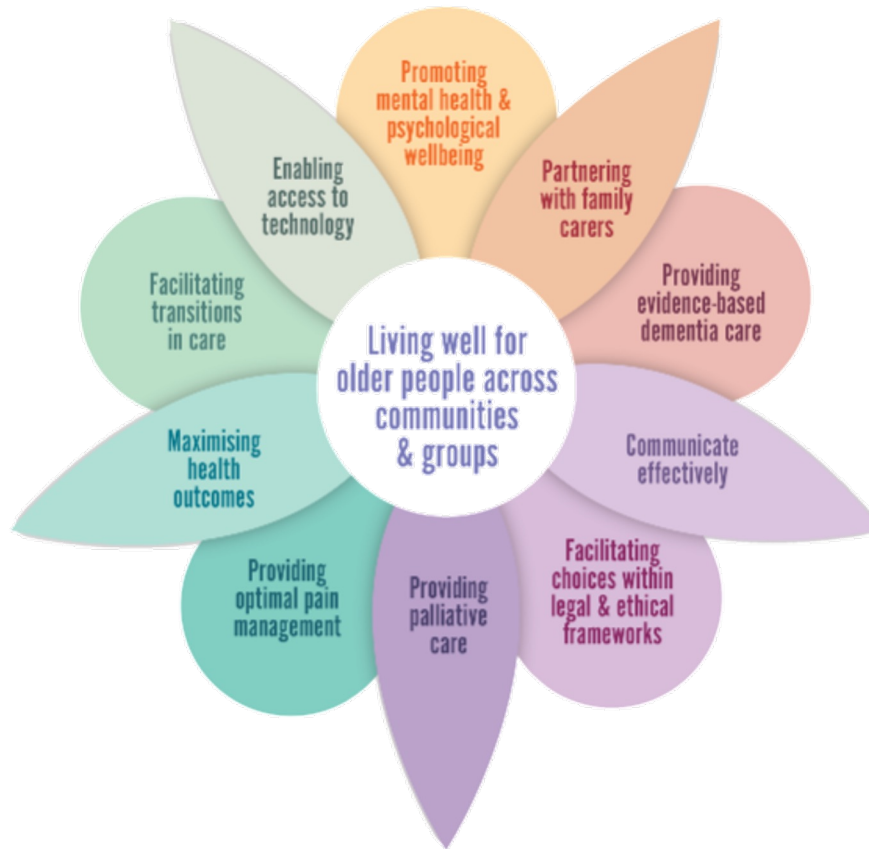 Promoting
mental health &
psychological
wellbeing
Partnering
with family
carers
Providing
evidence-based
dementia care
Communicate
effectively
Facilitating
choices within
legal & ethical
frameworks
Providing
palliative
care
Providing
optimal pain
management
Maximising
health
outcomes
Facilitating
transitions
in care
Enabling
access to
technology
Living well for
older people across
communities
& groups